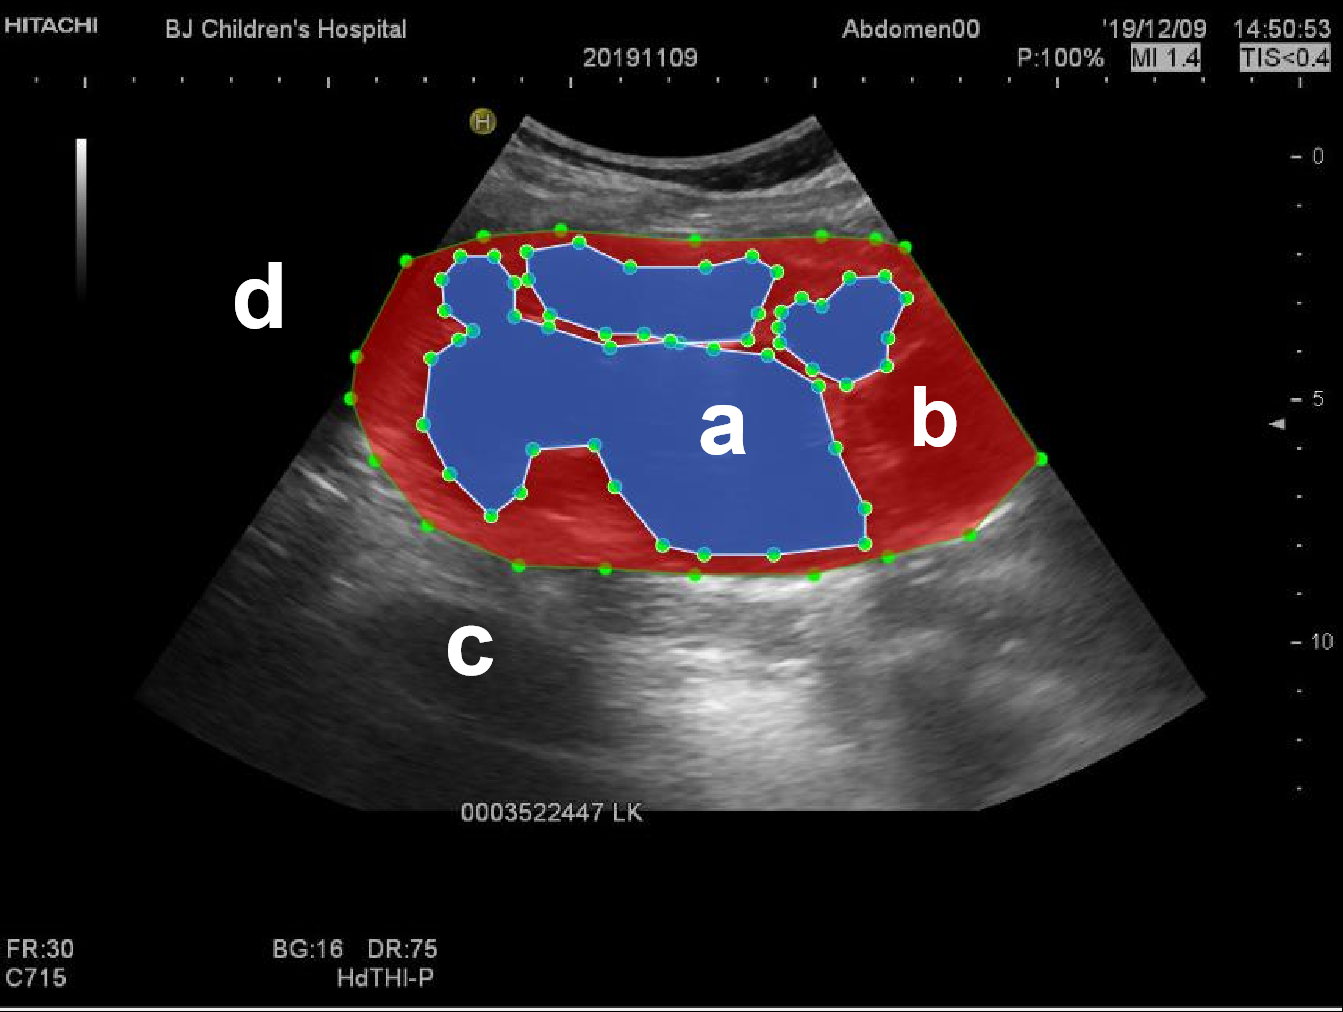 HITACHI BJ Children's Hospital Abdomen00 '19/12/09 14:50:53
20191109 P:100% MI 1.4 TIS<0.4
H
0
d
5
a
b
10
c
0003522447 LK
FR:30 BG:16 DR:75
C715 HdTHI-P